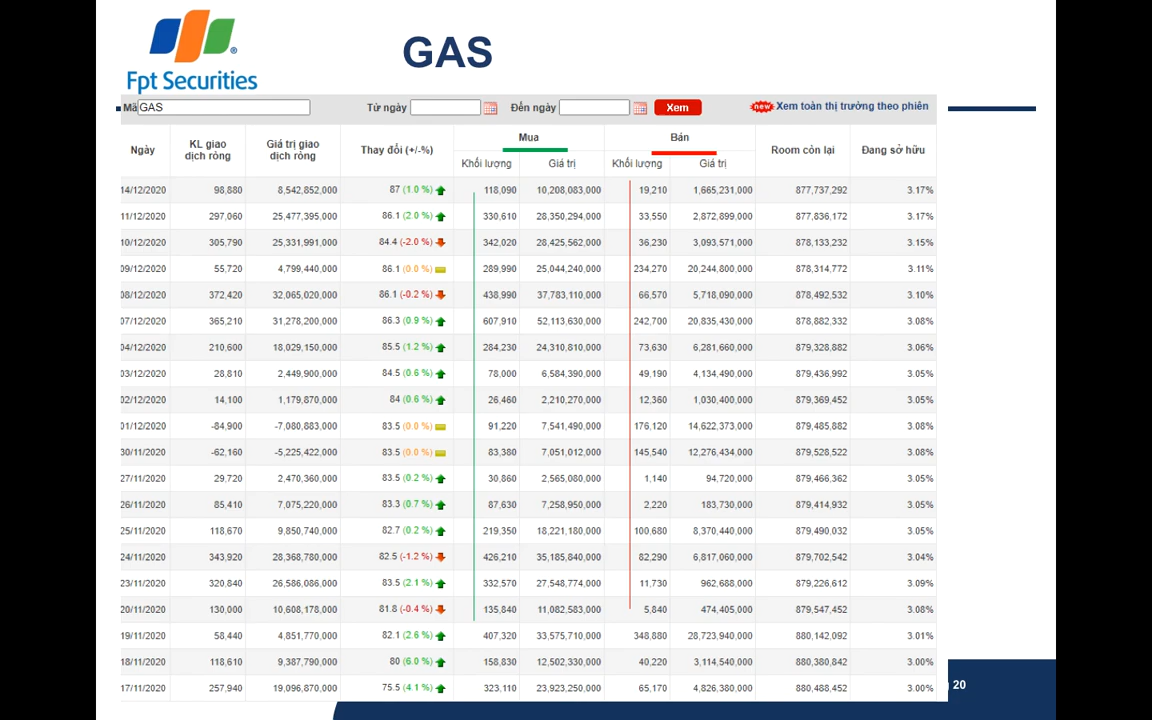 Fpt Securities
GAS
Mã GAS Từ ngày Đến ngày Xem new Xem toàn thị trường theo phiên
Ngày KL giao dịch ròng Giá trị giao dịch ròng Thay đổi (+/-%) Mua Bán Room còn lại Đang sở hữu
Khối lượng Giá trị Khối lượng Giá trị
14/12/2020 98,880 8,542,852,000 87 (1.0 %) 118,090 10,208,083,000 19,210 1,665,231,000 877,737,292 3.17%
11/12/2020 297,060 25,477,395,000 86.1 (2.0 %) 330,610 28,350,294,000 33,550 2,872,899,000 877,836,172 3.17%
10/12/2020 305,790 25,331,991,000 84.4 (-2.0 %) 342,020 28,425,562,000 36,230 3,093,571,000 878,133,232 3.15%
09/12/2020 55,720 4,799,440,000 86.1 (0.0 %) 289,990 25,044,240,000 234,270 20,244,800,000 878,314,772 3.11%
08/12/2020 372,420 32,065,020,000 86.1 (-0.2 %) 438,990 37,783,110,000 66,570 5,718,090,000 878,492,532 3.10%
07/12/2020 365,210 31,278,200,000 86.3 (0.9 %) 607,910 52,113,630,000 242,700 20,835,430,000 878,882,332 3.08%
04/12/2020 210,600 18,029,150,000 85.5 (1.2 %) 284,230 24,310,810,000 73,630 6,281,660,000 879,328,882 3.06%
03/12/2020 28,810 2,449,900,000 84.5 (0.6 %) 78,000 6,584,390,000 49,190 4,134,490,000 879,436,992 3.05%
02/12/2020 14,100 1,179,870,000 84 (0.6 %) 26,460 2,210,270,000 12,360 1,030,400,000 879,369,452 3.05%
01/12/2020 -84,900 -7,080,883,000 83.5 (0.0 %) 91,220 7,541,490,000 176,120 14,622,373,000 879,485,882 3.08%
30/11/2020 -62,160 -5,225,422,000 83.5 (0.0 %) 83,380 7,051,012,000 145,540 12,276,434,000 879,528,522 3.08%
27/11/2020 29,720 2,470,360,000 83.5 (0.2 %) 30,860 2,565,080,000 1,140 94,720,000 879,466,362 3.05%
26/11/2020 85,410 7,075,220,000 83.3 (0.7 %) 87,630 7,258,950,000 2,220 183,730,000 879,414,932 3.05%
25/11/2020 118,670 9,850,740,000 82.7 (0.2 %) 219,350 18,221,180,000 100,680 8,370,440,000 879,490,032 3.05%
24/11/2020 343,920 28,368,780,000 82.5 (-1.2 %) 426,210 35,185,840,000 82,290 6,817,060,000 879,702,542 3.04%
23/11/2020 320,840 26,586,086,000 83.5 (2.1 %) 332,570 27,548,774,000 11,730 962,688,000 879,226,612 3.09%
20/11/2020 130,000 10,608,178,000 81.8 (-0.4 %) 135,840 11,082,583,000 5,840 474,405,000 879,547,452 3.08%
19/11/2020 58,440 4,851,770,000 82.1 (2.6 %) 407,320 33,575,710,000 348,880 28,723,940,000 880,142,092 3.01%
18/11/2020 118,610 9,387,790,000 80 (6.0 %) 158,830 12,502,330,000 40,220 3,114,540,000 880,380,842 3.00%
17/11/2020 257,940 19,096,870,000 75.5 (4.1 %) 323,110 23,923,250,000 65,170 4,826,380,000 880,488,452 3.00%
20